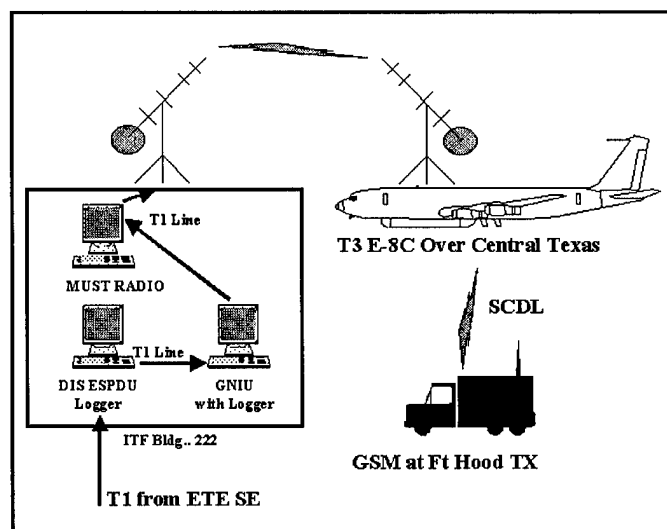 T1 Line
MUST RADIO
T3 E-8C Over Central Texas
SCDL
T1 Line
DIS ESPDU
Logger
GNIU
with Logger
ITF Bldg.. 222
GSM at Ft Hood TX
T1 from ETE SE